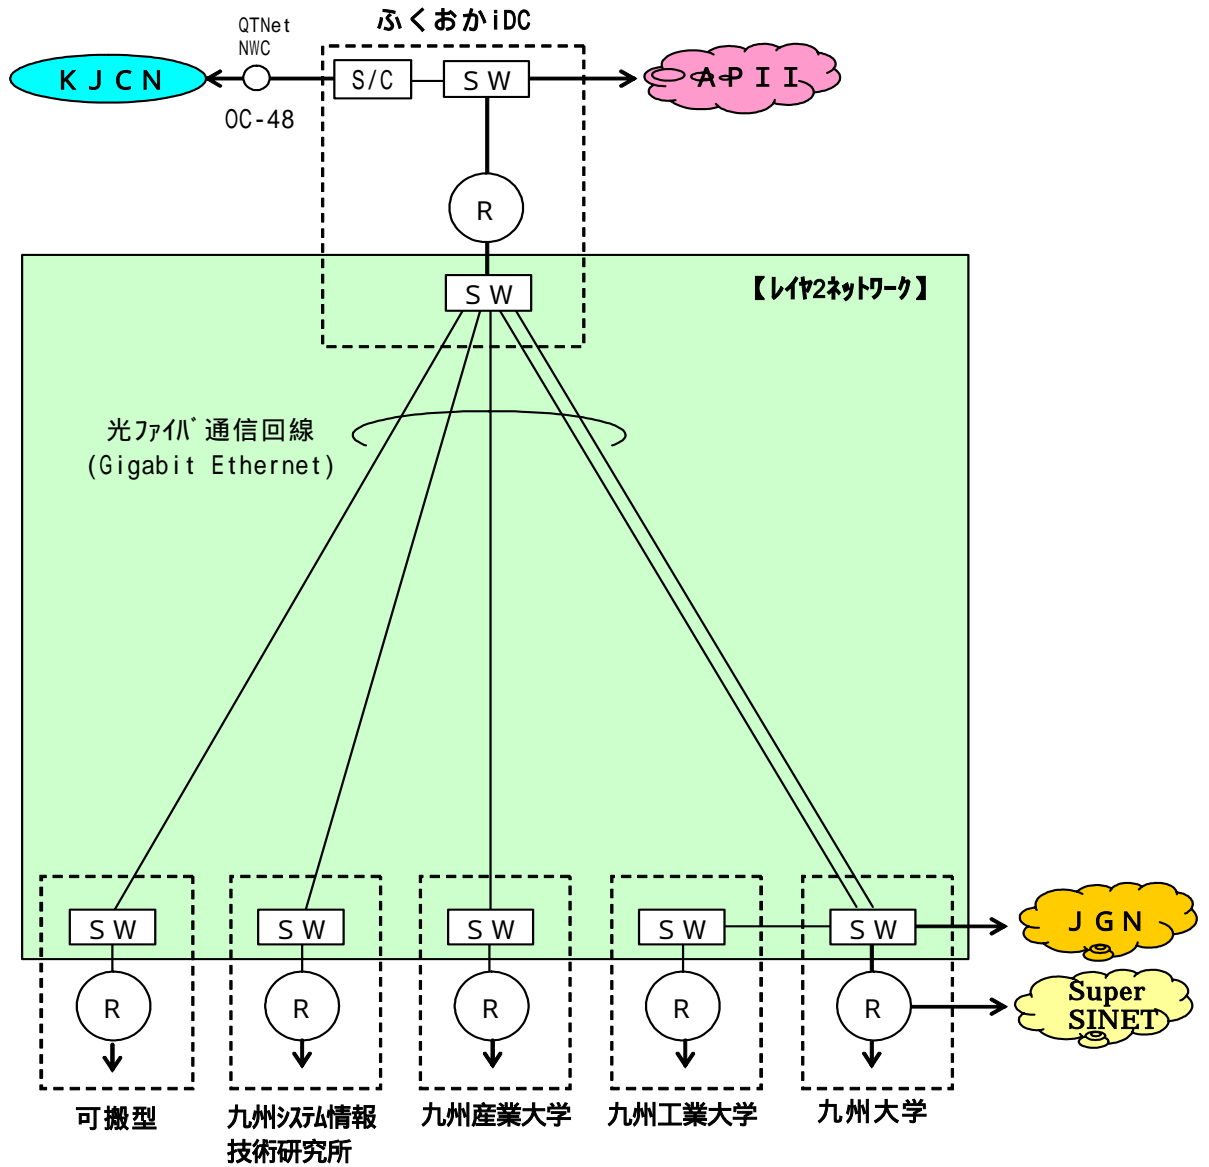 ふくおかiDC
QTNet
NWC
ＫＪＣＮ
S/C
ＳＷ
ＡＰＩＩ
OC-48
R
ＳＷ
【ﾚｲﾔ2ﾈｯﾄﾜｰｸ】
光ﾌｧｲﾊﾞ通信回線
(Gigabit Ethernet)
ＳＷ
ＳＷ
ＳＷ
ＳＷ
ＳＷ
ＪＧＮ
R
R
R
R
R
Super
SINET
可搬型
九州ｼｽﾃﾑ情報
技術研究所
九州産業大学
九州工業大学
九州大学